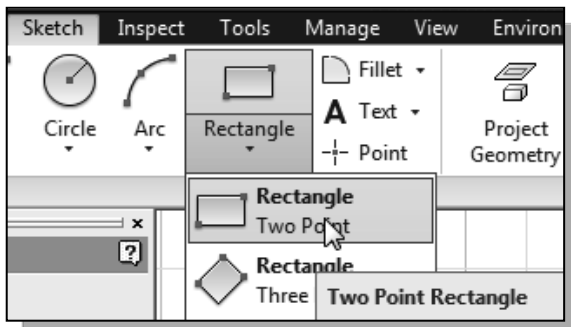 Sketch Inspect Tools Manage View Environ
Circle
Arc
Rectangle
Fillet
A Text
Point
Project
Geometry
Rectangle
Two Point
?
Rectangle
Three
Two Point Rectangle